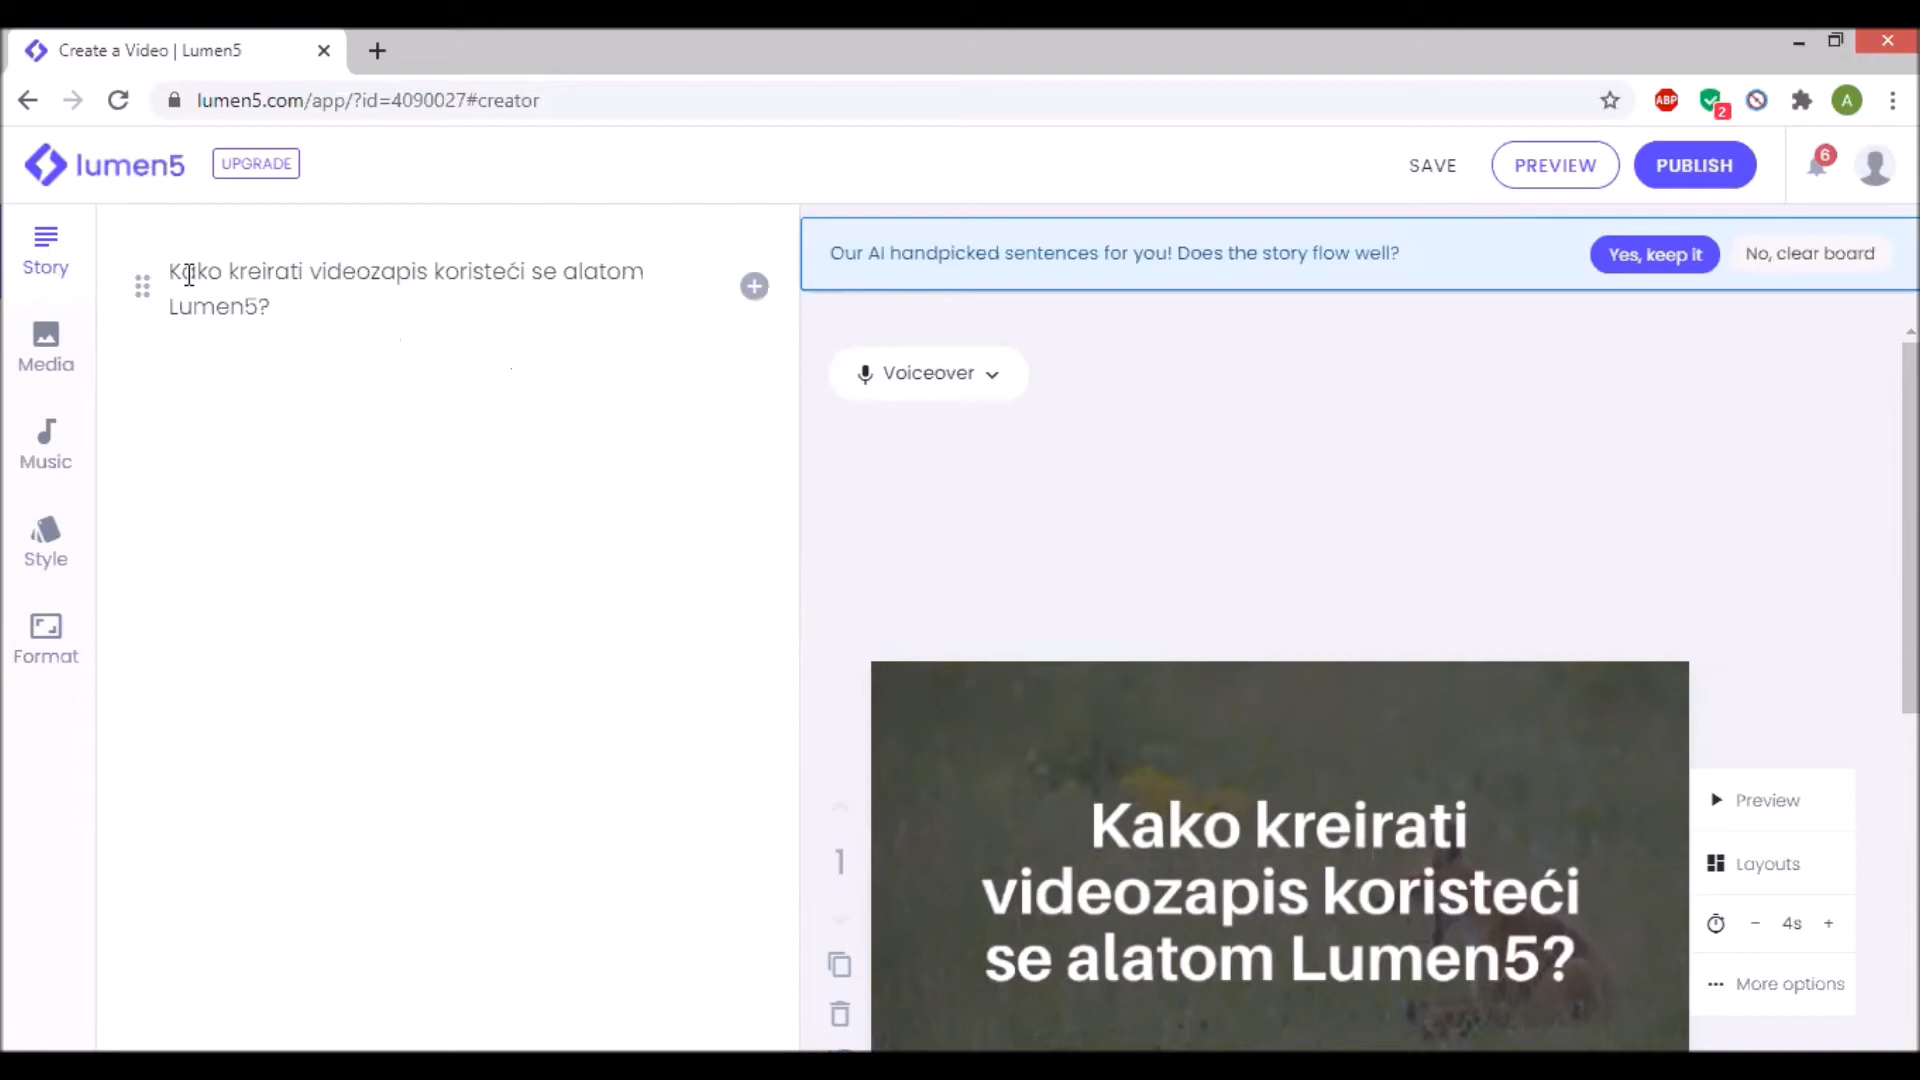 Create a Video | Lumen5
lumen5.com/app/?id=4090027#creator
ABP
2
A
lumen5
UPGRADE
SAVE
PREVIEW
PUBLISH
6
Story
Media
Music
Style
Format
Kako kreirati videozapis koristeći se alatom
Lumen5?
Our AI handpicked sentences for you! Does the story flow well?
Yes, keep it
No, clear board
Voiceover
1
Kako kreirati
videozapis koristeći
se alatom Lumen5?
Preview
Layouts
- 4s +
More options